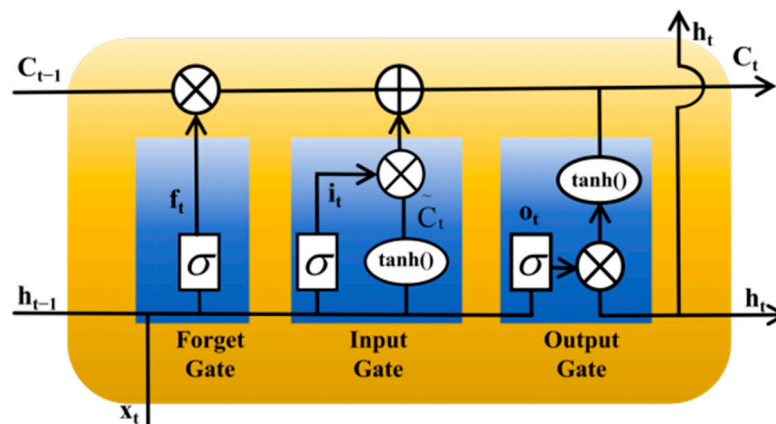 h_t
C_{t-1}
C_t
tanh()
f_t
i_t
C̃_t
o_t
σ
σ
tanh()
σ
h_{t-1}
h_t
Forget
Gate
Input
Gate
Output
Gate
x_t